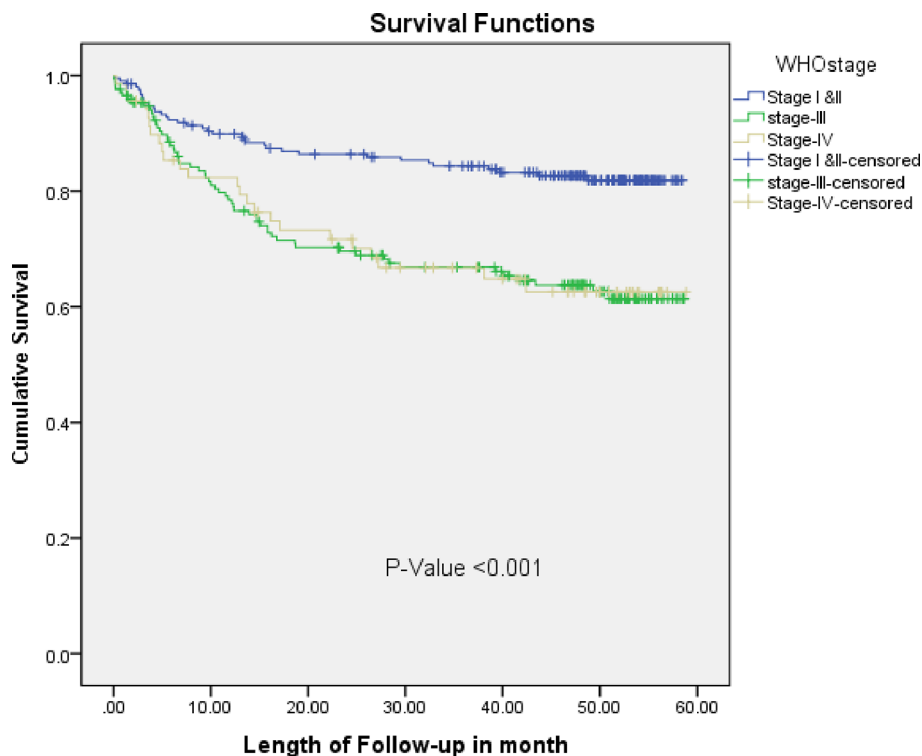 Survival Functions
WHOstage
Stage I &II
stage-III
Stage-IV
Stage I &II-censored
stage-III-censored
Stage-IV-censored
Cumulative Survival
1.0
0.8
0.6
0.4
0.2
0.0
P-Value <0.001
.00 10.00 20.00 30.00 40.00 50.00 60.00
Length of Follow-up in month